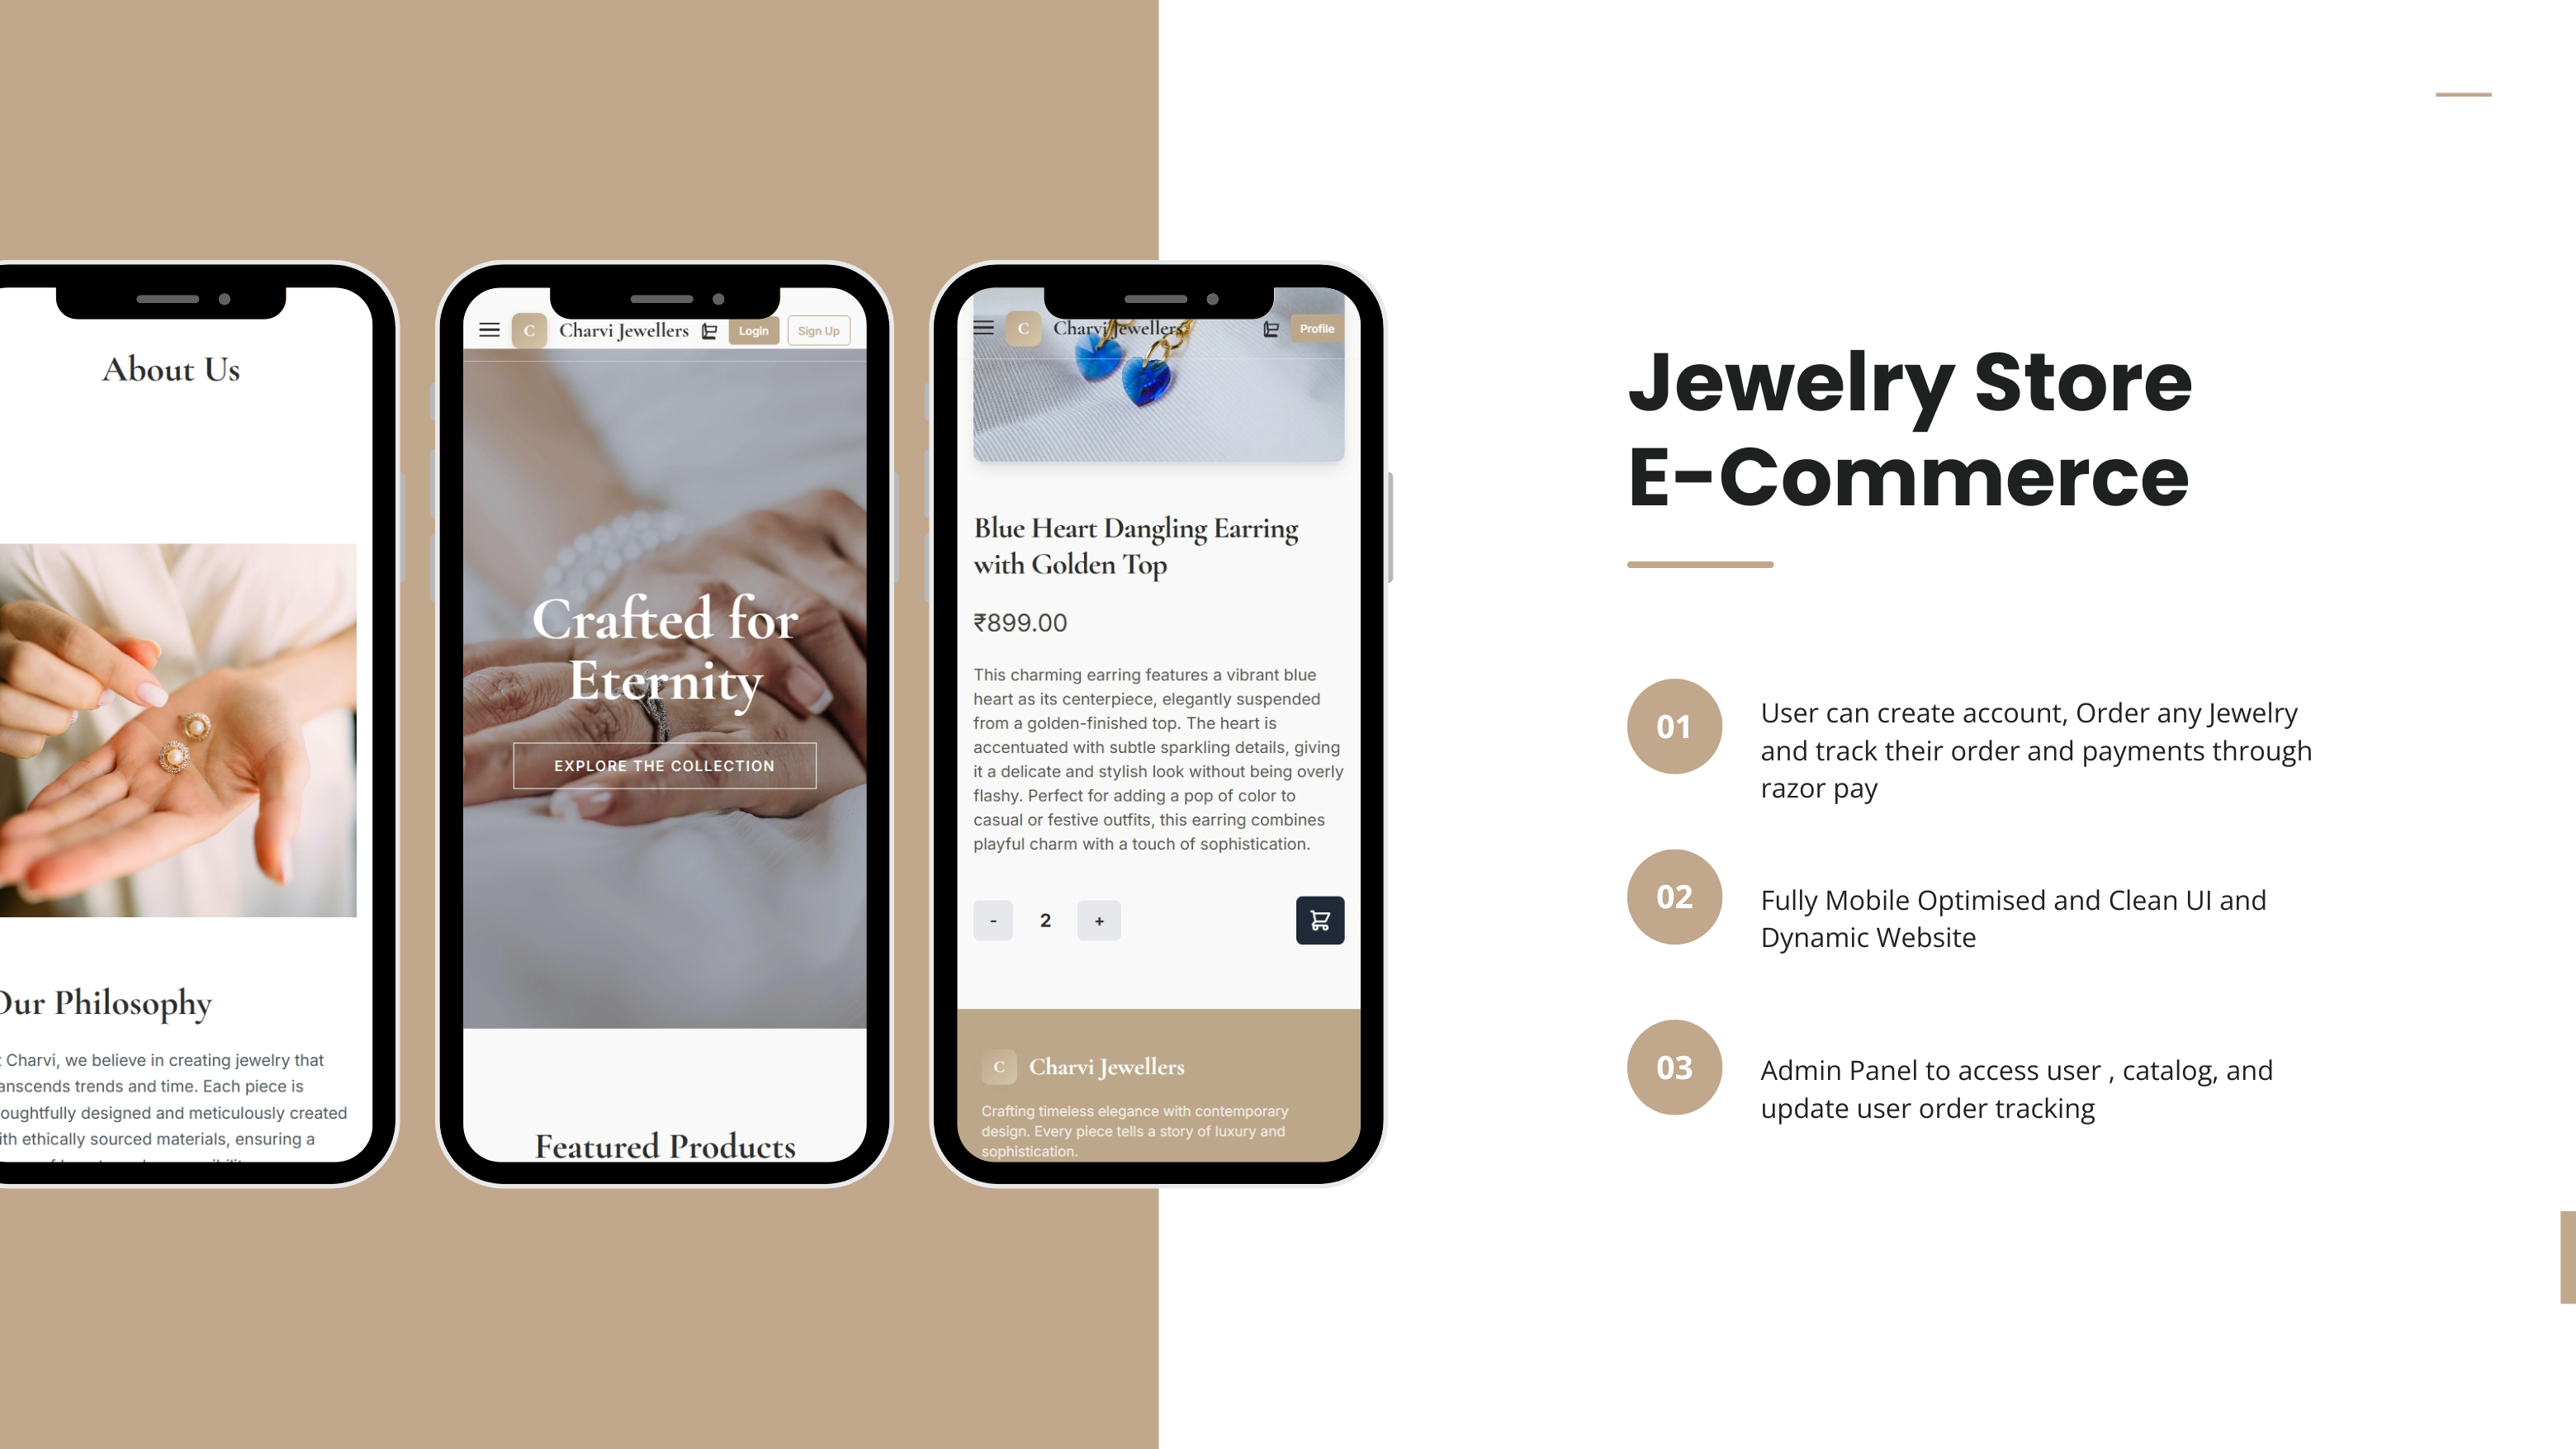 About Us
Our Philosophy
Charvi, we believe in creating jewelry that
trends and time. Each piece is
designed and meticulously created
ethically sourced materials, ensuring a
C
Charvi Jewellers
Login
Sign Up
Crafted for
Eternity
EXPLORE THE COLLECTION
Featured Products
C
Charvi Jewellers
Profile
Blue Heart Dangling Earring
with Golden Top
₹899.00
This charming earring features a vibrant blue
heart as its centerpiece, elegantly suspended
from a golden-finished top. The heart is
accentuated with subtle sparkling details, giving
it a delicate and stylish look without being overly
flashy. Perfect for adding a pop of color to
casual or festive outfits, this earring combines
playful charm with a touch of sophistication.
- 2 +
C
Charvi Jewellers
Crafting timeless elegance with contemporary
design. Every piece tells a story of luxury and
sophistication.
Jewelry Store
E-Commerce
01
User can create account, Order any Jewelry
and track their order and payments through
razor pay
02
Fully Mobile Optimised and Clean UI and
Dynamic Website
03
Admin Panel to access user , catalog, and
update user order tracking